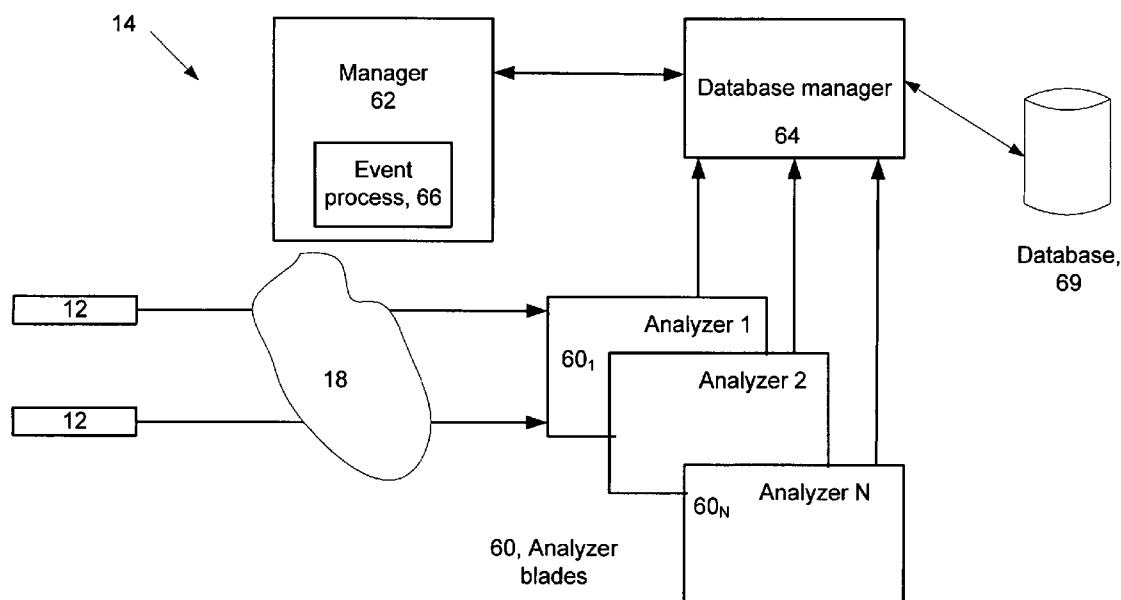 14
Manager
62
Event
process, 66
Database manager
64
Database,
69
12
18
12
Analyzer 1
60₁
Analyzer 2
Analyzer N
60N
60, Analyzer
blades